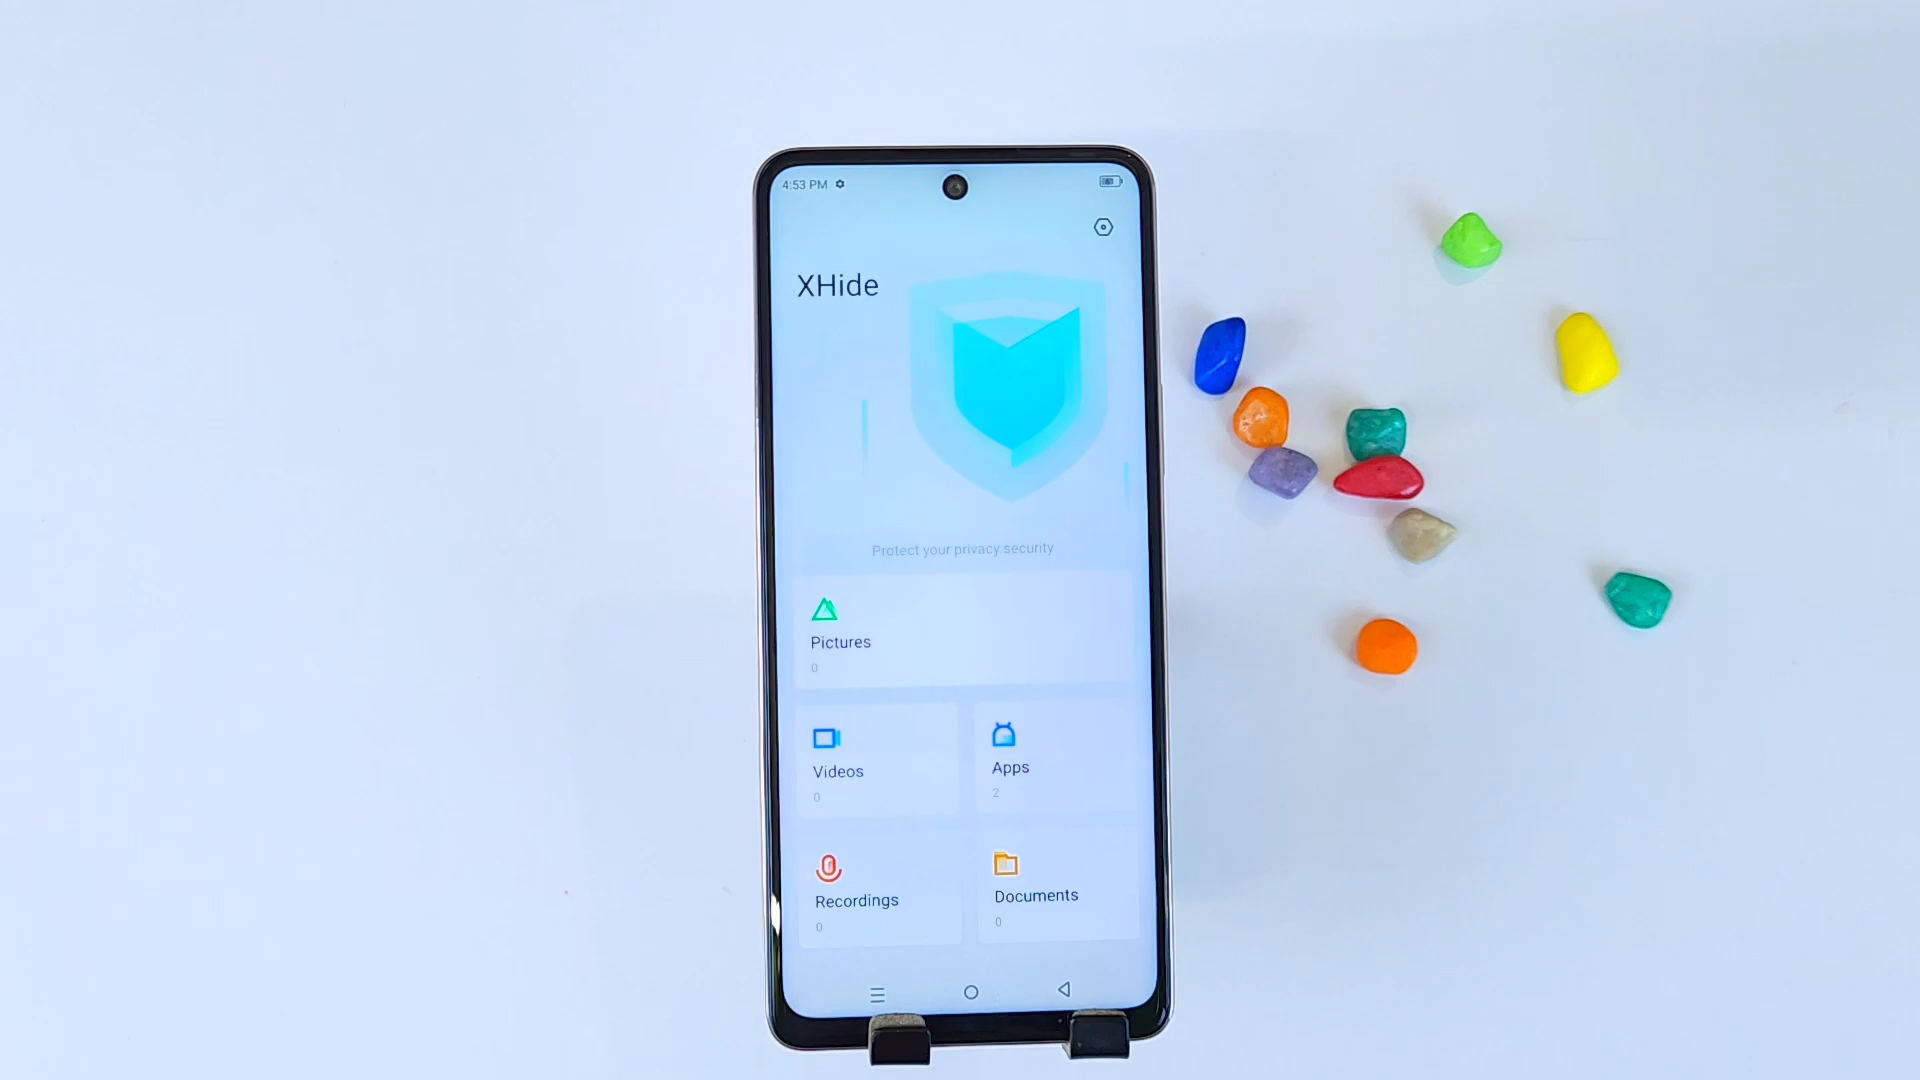 4:53 PM
XHide
Protect your privacy security
Pictures
0
Videos
0
Apps
2
Recordings
0
Documents
0